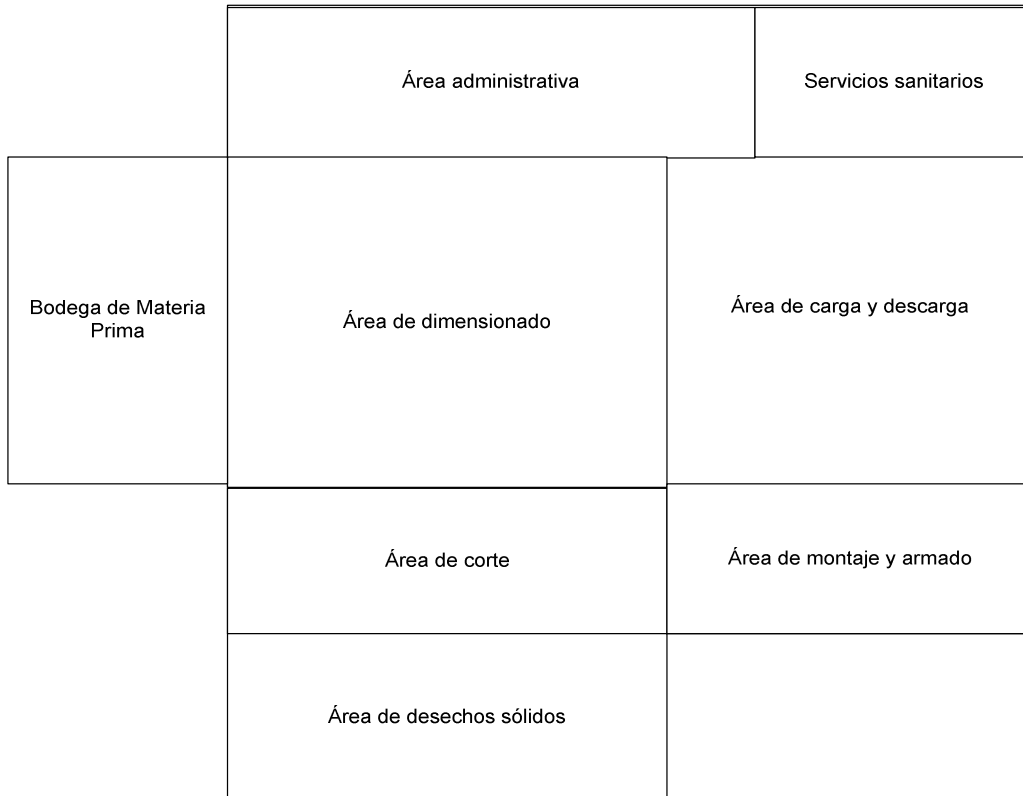 Área administrativa
Servicios sanitarios
Bodega de Materia
Prima
Área de dimensionado
Área de carga y descarga
Área de corte
Área de montaje y armado
Área de desechos sólidos